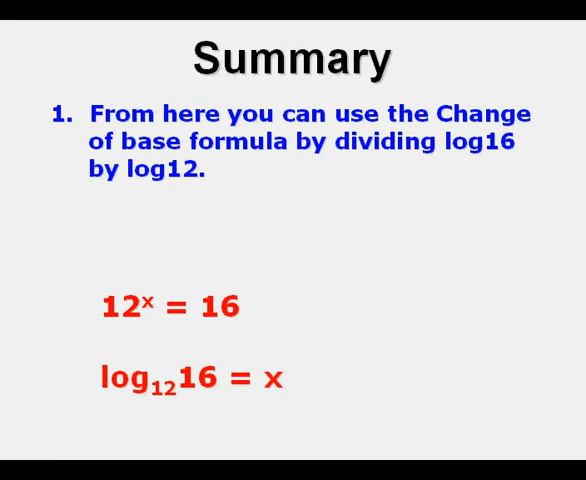 Summary
1. From here you can use the Change
of base formula by dividing log16
by log12.
12ˣ = 16
log₁₂16 = x